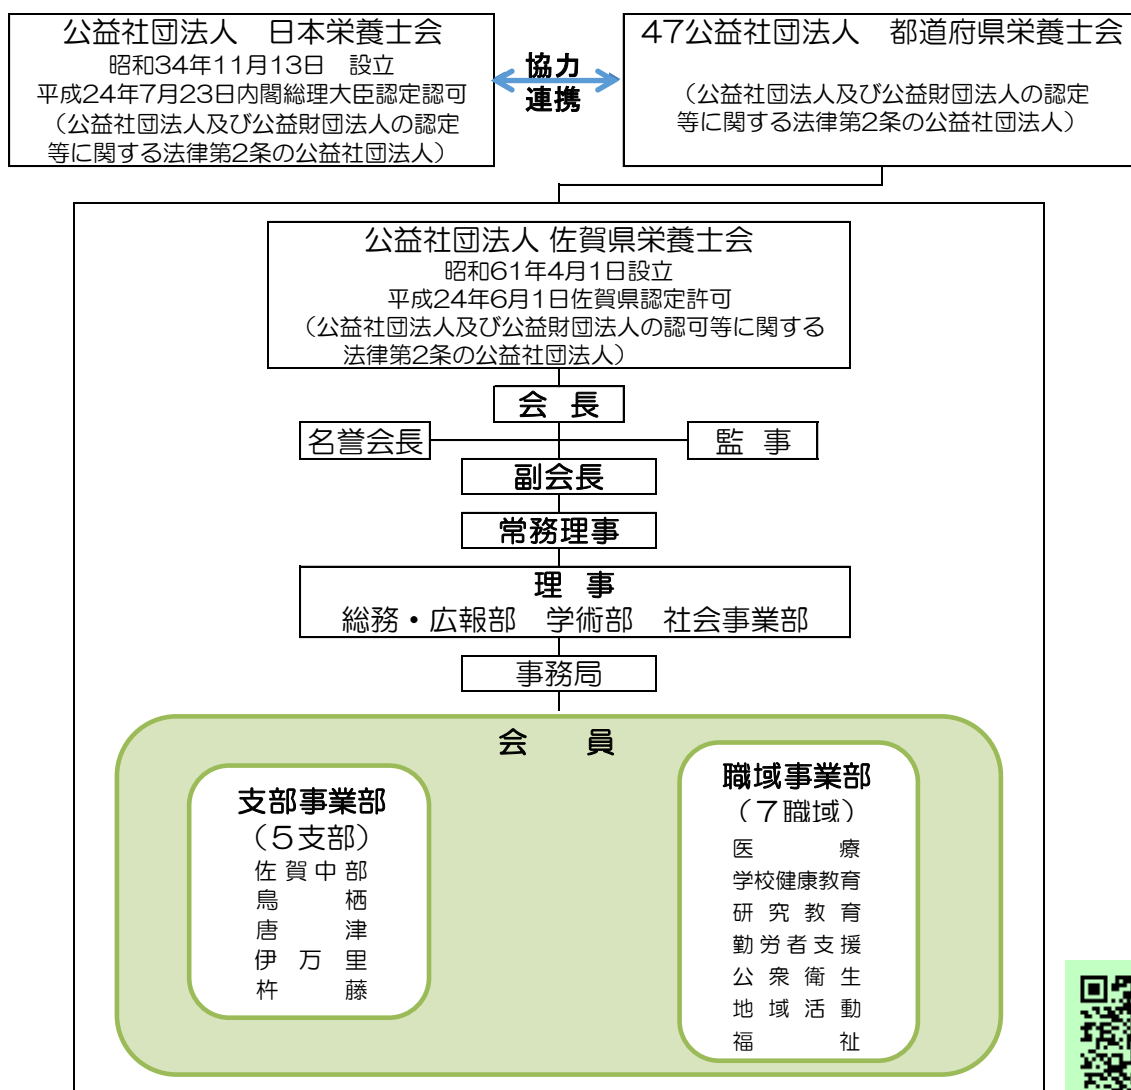 公益社団法人　日本栄養士会
昭和34年11月13日　設立
平成24年7月23日内閣総理大臣認定認可
（公益社団法人及び公益財団法人の認定
等に関する法律第2条の公益社団法人）
協力
連携
47公益社団法人　都道府県栄養士会
（公益社団法人及び公益財団法人の認定
等に関する法律第2条の公益社団法人）
公益社団法人 佐賀県栄養士会
昭和61年4月1日設立
平成24年6月1日佐賀県認定許可
（公益社団法人及び公益財団法人の認可等に関する
法律第2条の公益社団法人）
会 長
名誉会長
監 事
副会長
常務理事
理 事
総務・広報部　学術部　社会事業部
事務局
会　員
支部事業部
（5支部）
佐賀中部
鳥栖
唐津
伊万里
杵藤
職域事業部
（７職域）
医療
学校健康教育
研究教育
勤労者支援
公衆衛生
地域活動
福祉